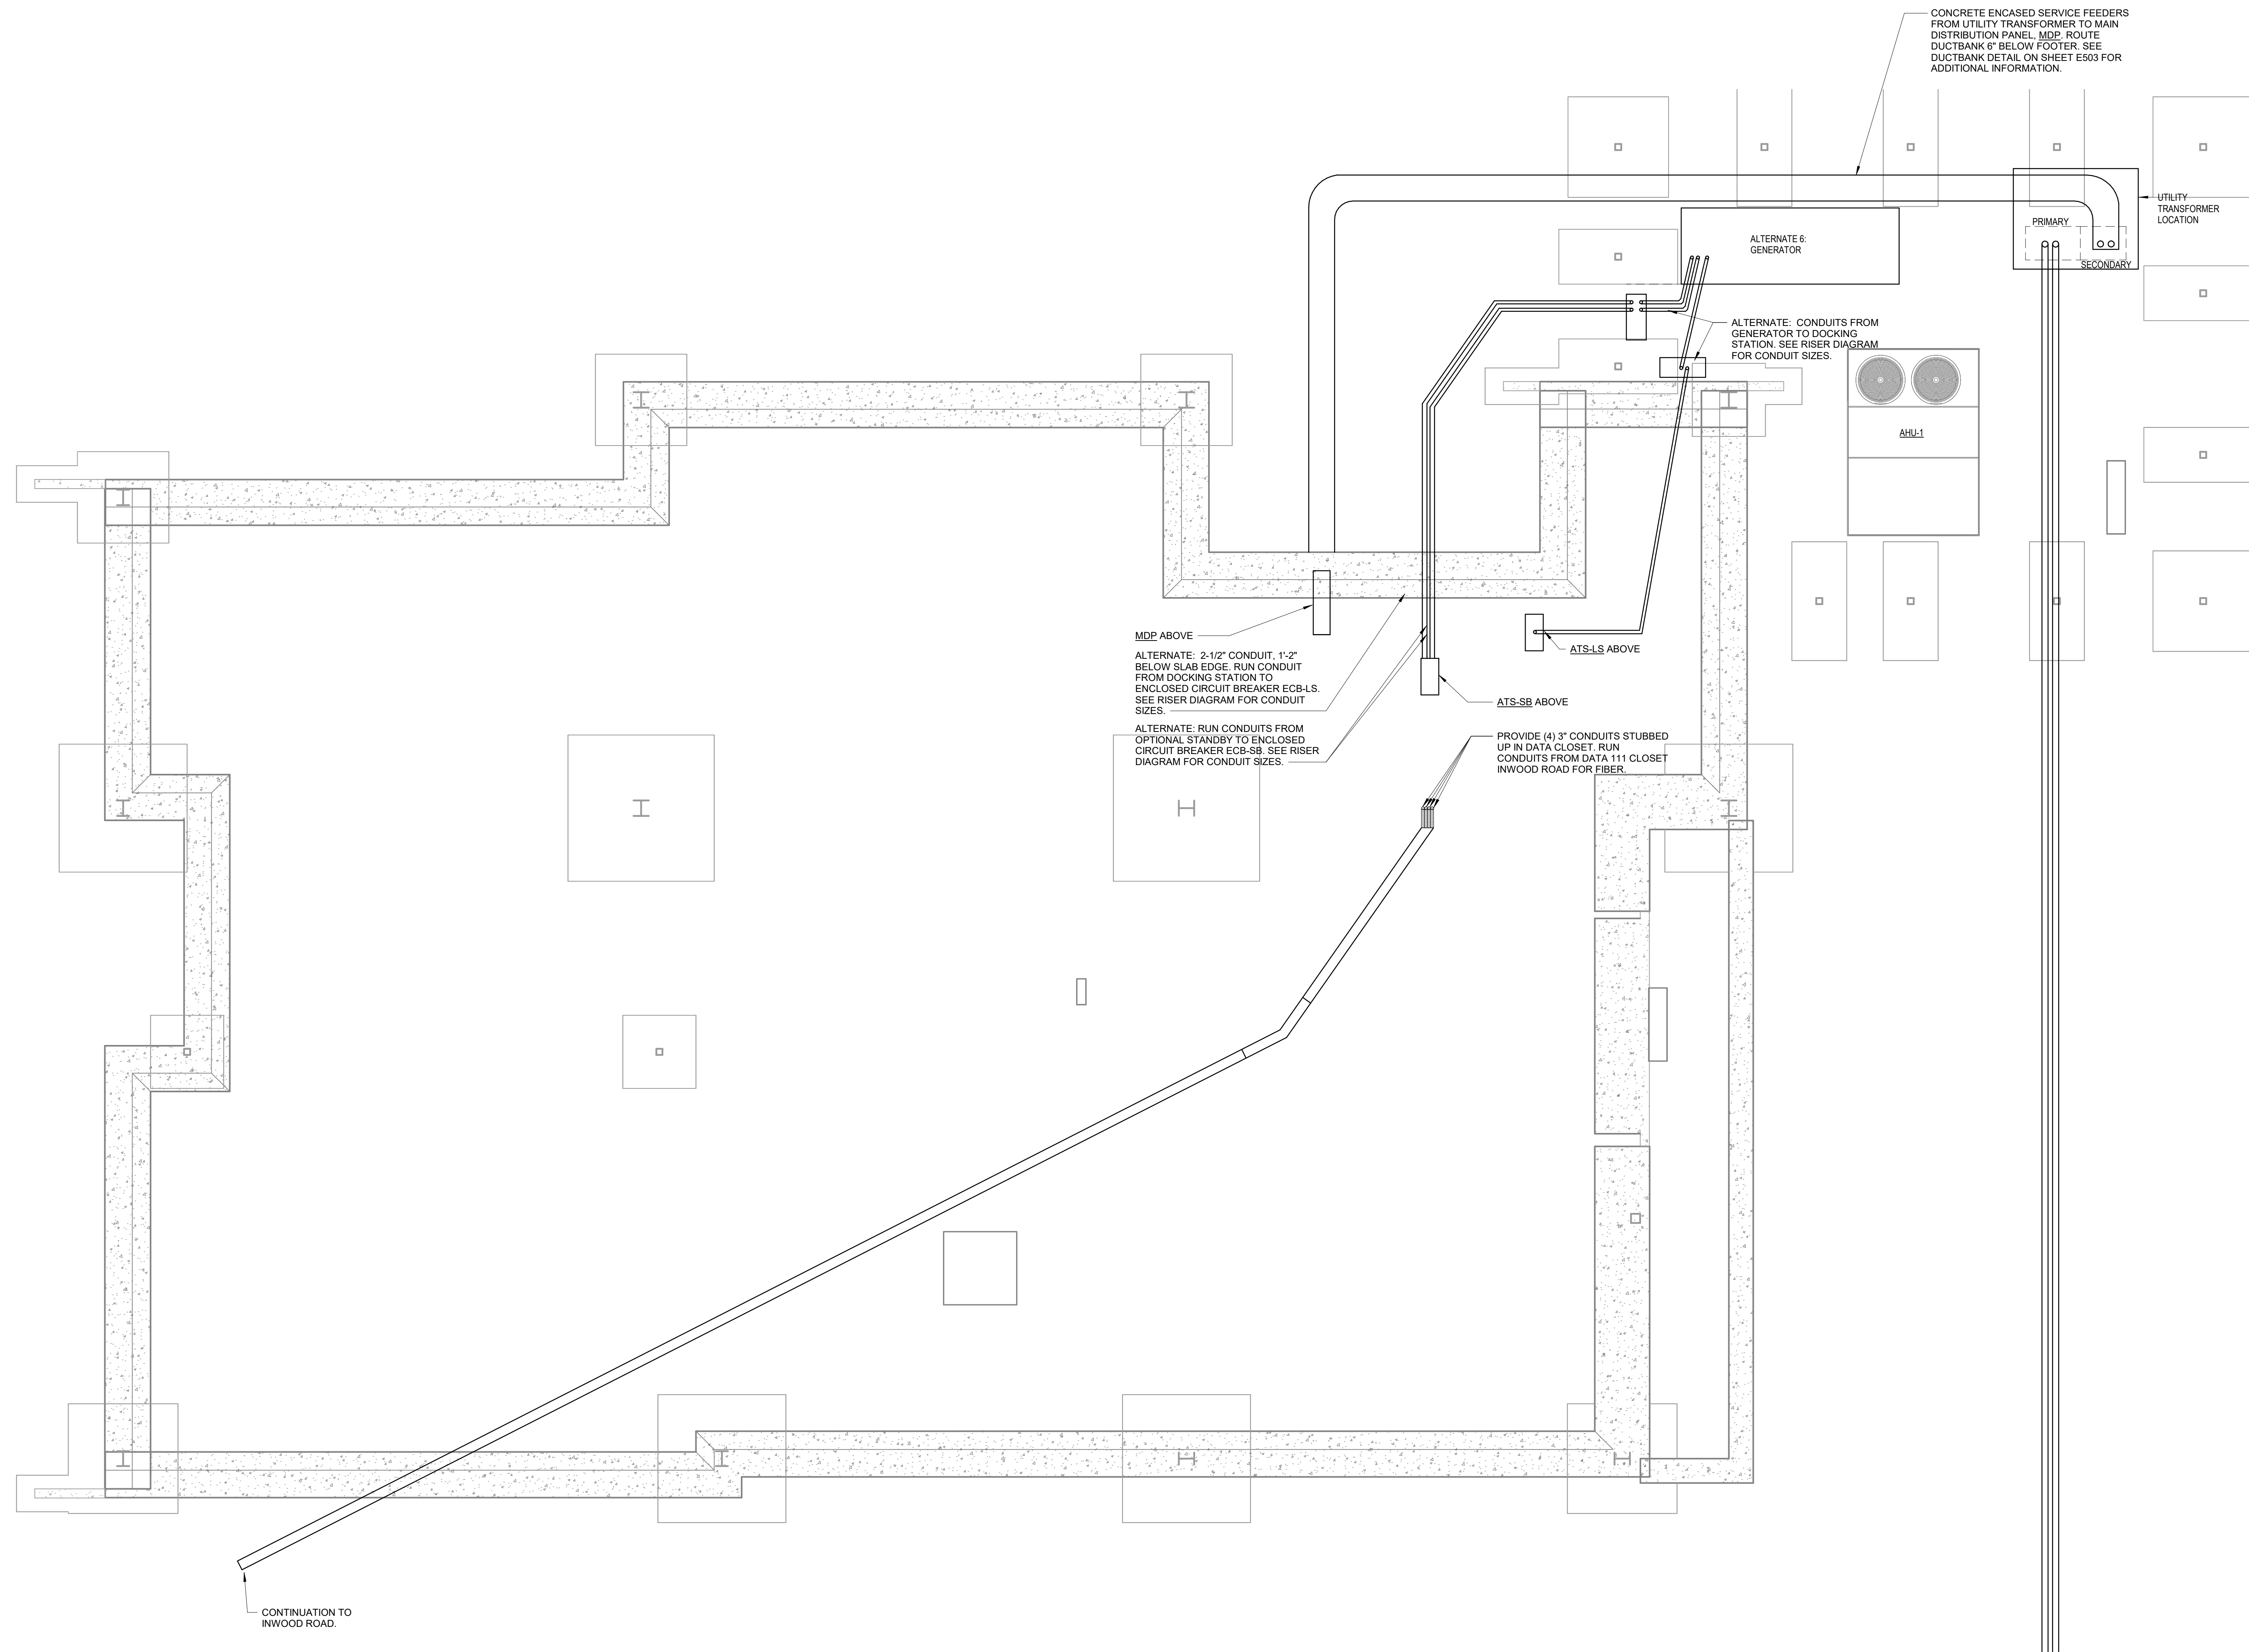 CONCRETE ENCASED SERVICE FEEDERS
FROM UTILITY TRANSFORMER TO MAIN
DISTRIBUTION PANEL, MDP. ROUTE
DUCTBANK 6" BELOW FOOTER. SEE
DUCTBANK DETAIL ON SHEET E503 FOR
ADDITIONAL INFORMATION.
UTILITY
TRANSFORMER
LOCATION
PRIMARY
SECONDARY
ALTERNATE 6:
GENERATOR
ALTERNATE: CONDUITS FROM
GENERATOR TO DOCKING
STATION. SEE RISER DIAGRAM
FOR CONDUIT SIZES.
AHU-1
MDP ABOVE
ALTERNATE: 2-1/2" CONDUIT, 1'-2"
BELOW SLAB EDGE. RUN CONDUIT
FROM DOCKING STATION TO
ENCLOSED CIRCUIT BREAKER ECB-LS.
SEE RISER DIAGRAM FOR CONDUIT
SIZES.
ALTERNATE: RUN CONDUITS FROM
OPTIONAL STANDBY TO ENCLOSED
CIRCUIT BREAKER ECB-SB. SEE RISER
DIAGRAM FOR CONDUIT SIZES.
ATS-LS ABOVE
ATS-SB ABOVE
PROVIDE (4) 3" CONDUITS STUBBED
UP IN DATA CLOSET. RUN
CONDUITS FROM DATA 111 CLOSET
INWOOD ROAD FOR FIBER.
CONTINUATION TO
INWOOD ROAD.